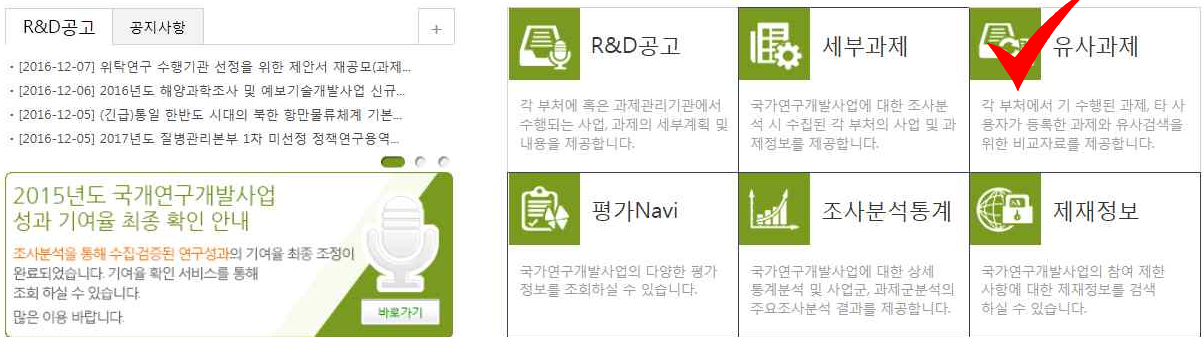 R&D공고
공지사항
+
· [2016-12-07] 위탁연구 수행기관 선정을 위한 제안서 재공모(과제...
· [2016-12-06] 2016년도 해양과학조사 및 예보기술개발사업 신규...
· [2016-12-05] (긴급)통일 한반도 시대의 북한 항만물류체계 기본...
· [2016-12-05] 2017년도 질병관리본부 1차 미선정 정책연구용역...
2015년도 국개연구개발사업
성과 기여율 최종 확인 안내
조사분석을 통해 수집·검증된 연구성과의 기여율 최종 조정이
완료되었습니다. 기여율 확인 서비스를 통해
조회 하실 수 있습니다.
많은 이용 바랍니다.
바로가기
R&D공고
각 부처에 혹은 과제관리기관에서
수행되는 사업, 과제의 세부계획 및
내용을 제공합니다.
세부과제
국가연구개발사업에 대한 조사분
석 시 수집된 각 부처의 사업 및 과
제정보를 제공합니다.
유사과제
각 부처에서 기 수행된 과제, 타 사
용자가 등록한 과제와 유사검색을
위한 비교자료를 제공합니다.
평가Navi
국가연구개발사업의 다양한 평가
정보를 조회하실 수 있습니다.
조사분석통계
국가연구개발사업에 대한 상세
통계분석 및 사업군, 과제군분석의
주요조사분석 결과를 제공합니다.
제재정보
국가연구개발사업의 참여 제한
사항에 대한 제재정보를 검색
하실 수 있습니다.